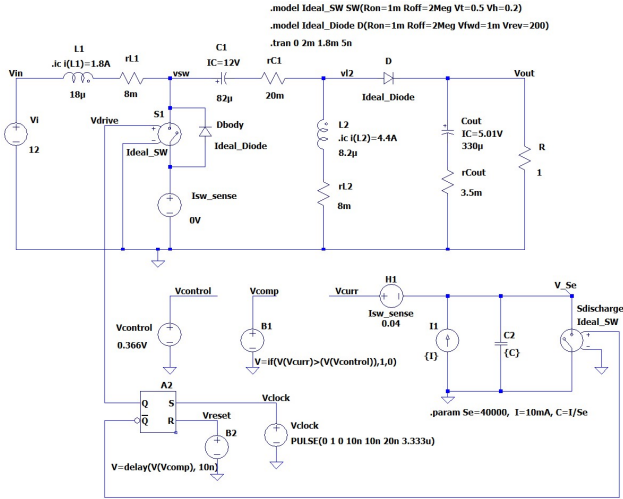 .model Ideal_SW SW(Ron=1m Roff=2Meg Vt=0.5 Vh=0.2)
.model Ideal_Diode D(Ron=1m Roff=2Meg Vfwd=1m Vrev=200)
.tran 0 2m 1.8m 5n
L1
.ic i(L1)=1.8A
18µ
rL1
8m
C1
IC=12V
82µ
rC1
20m
D
Ideal_Diode
Vin
vsw
vl2
Vout
Vi
12
Vdrive
S1
Ideal_SW
Dbody
Ideal_Diode
L2
.ic i(L2)=4.4A
8.2µ
Cout
IC=5.01V
330µ
R
1
Isw_sense
0V
rL2
8m
rCout
3.5m
Vcontrol
Vcomp
Vcurr
H1
Isw_sense
0.04
V_Se
Sdischarge
Ideal_SW
Vcontrol
0.366V
B1
V=if(V(Vcurr)>(V(Vcontrol)),1,0)
I1
{I}
C2
{C}
A2
Q
S
Q
R
Vclock
Vreset
B2
V=delay(V(Vcomp), 10n)
Vclock
PULSE(0 1 0 10n 10n 20n 3.333u)
.param Se=40000, I=10mA, C=I/Se